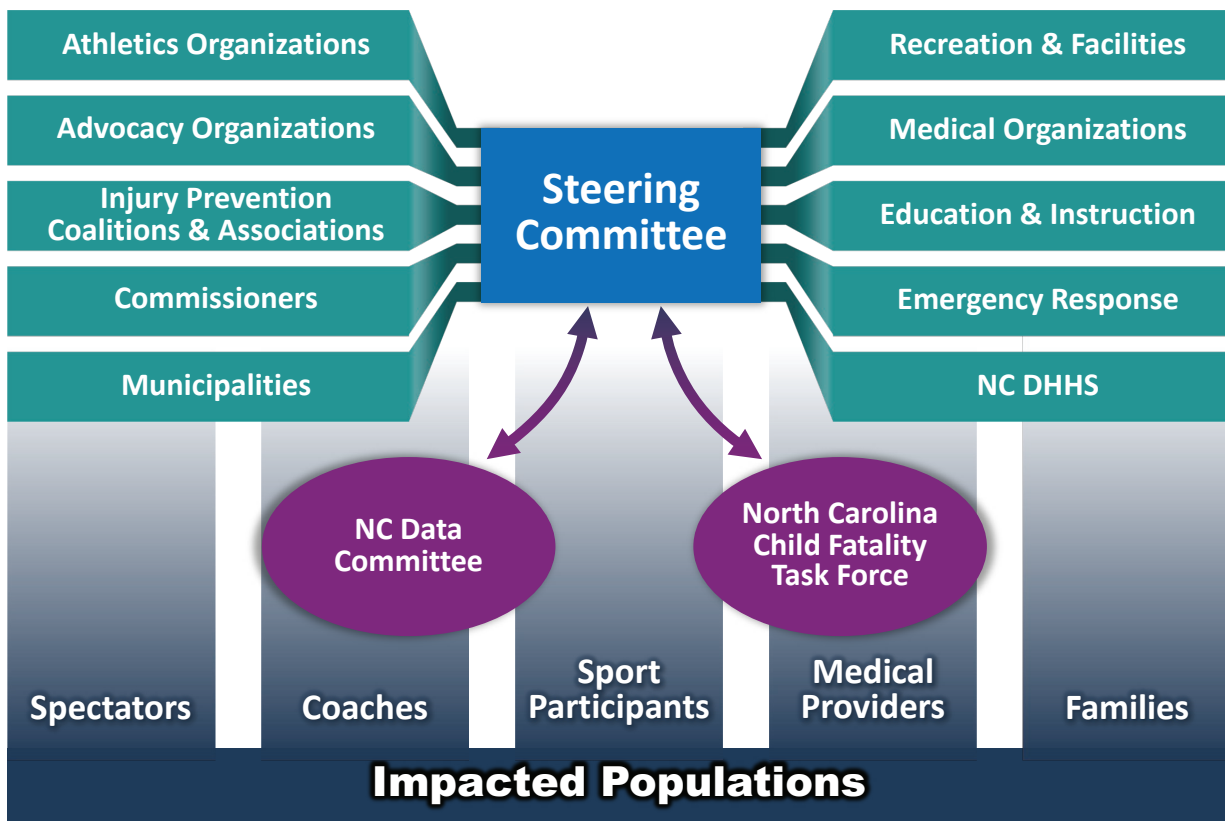 Athletics Organizations
Advocacy Organizations
Injury Prevention
Coalitions & Associations
Commissioners
Municipalities
Steering
Committee
Recreation & Facilities
Medical Organizations
Education & Instruction
Emergency Response
NC DHHS
NC Data
Committee
North Carolina
Child Fatality
Task Force
Spectators
Coaches
Sport
Participants
Medical
Providers
Families
Impacted Populations